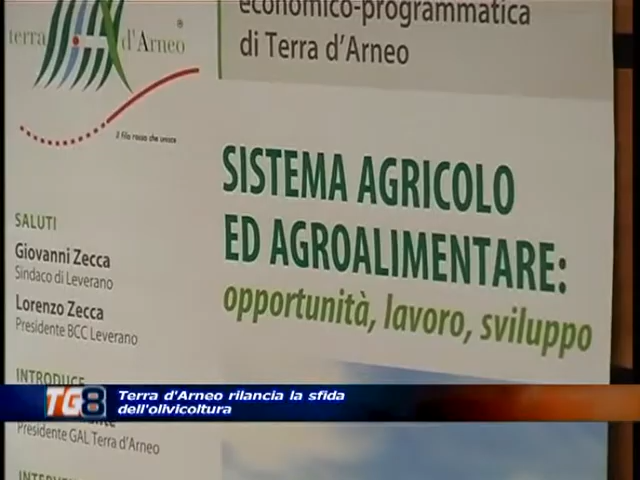 terra d'Arneo ®
il filo rosso che unisce
economico-programmatica
di Terra d'Arneo
SISTEMA AGRICOLO
ED AGROALIMENTARE:
opportunità, lavoro, sviluppo
SALUTI
Giovanni Zecca
Sindaco di Leverano
Lorenzo Zecca
Presidente BCC Leverano
INTRODUCE
Presidente GAL Terra d'Arneo
TG8
Terra d'Arneo rilancia la sfida
dell'olivicoltura